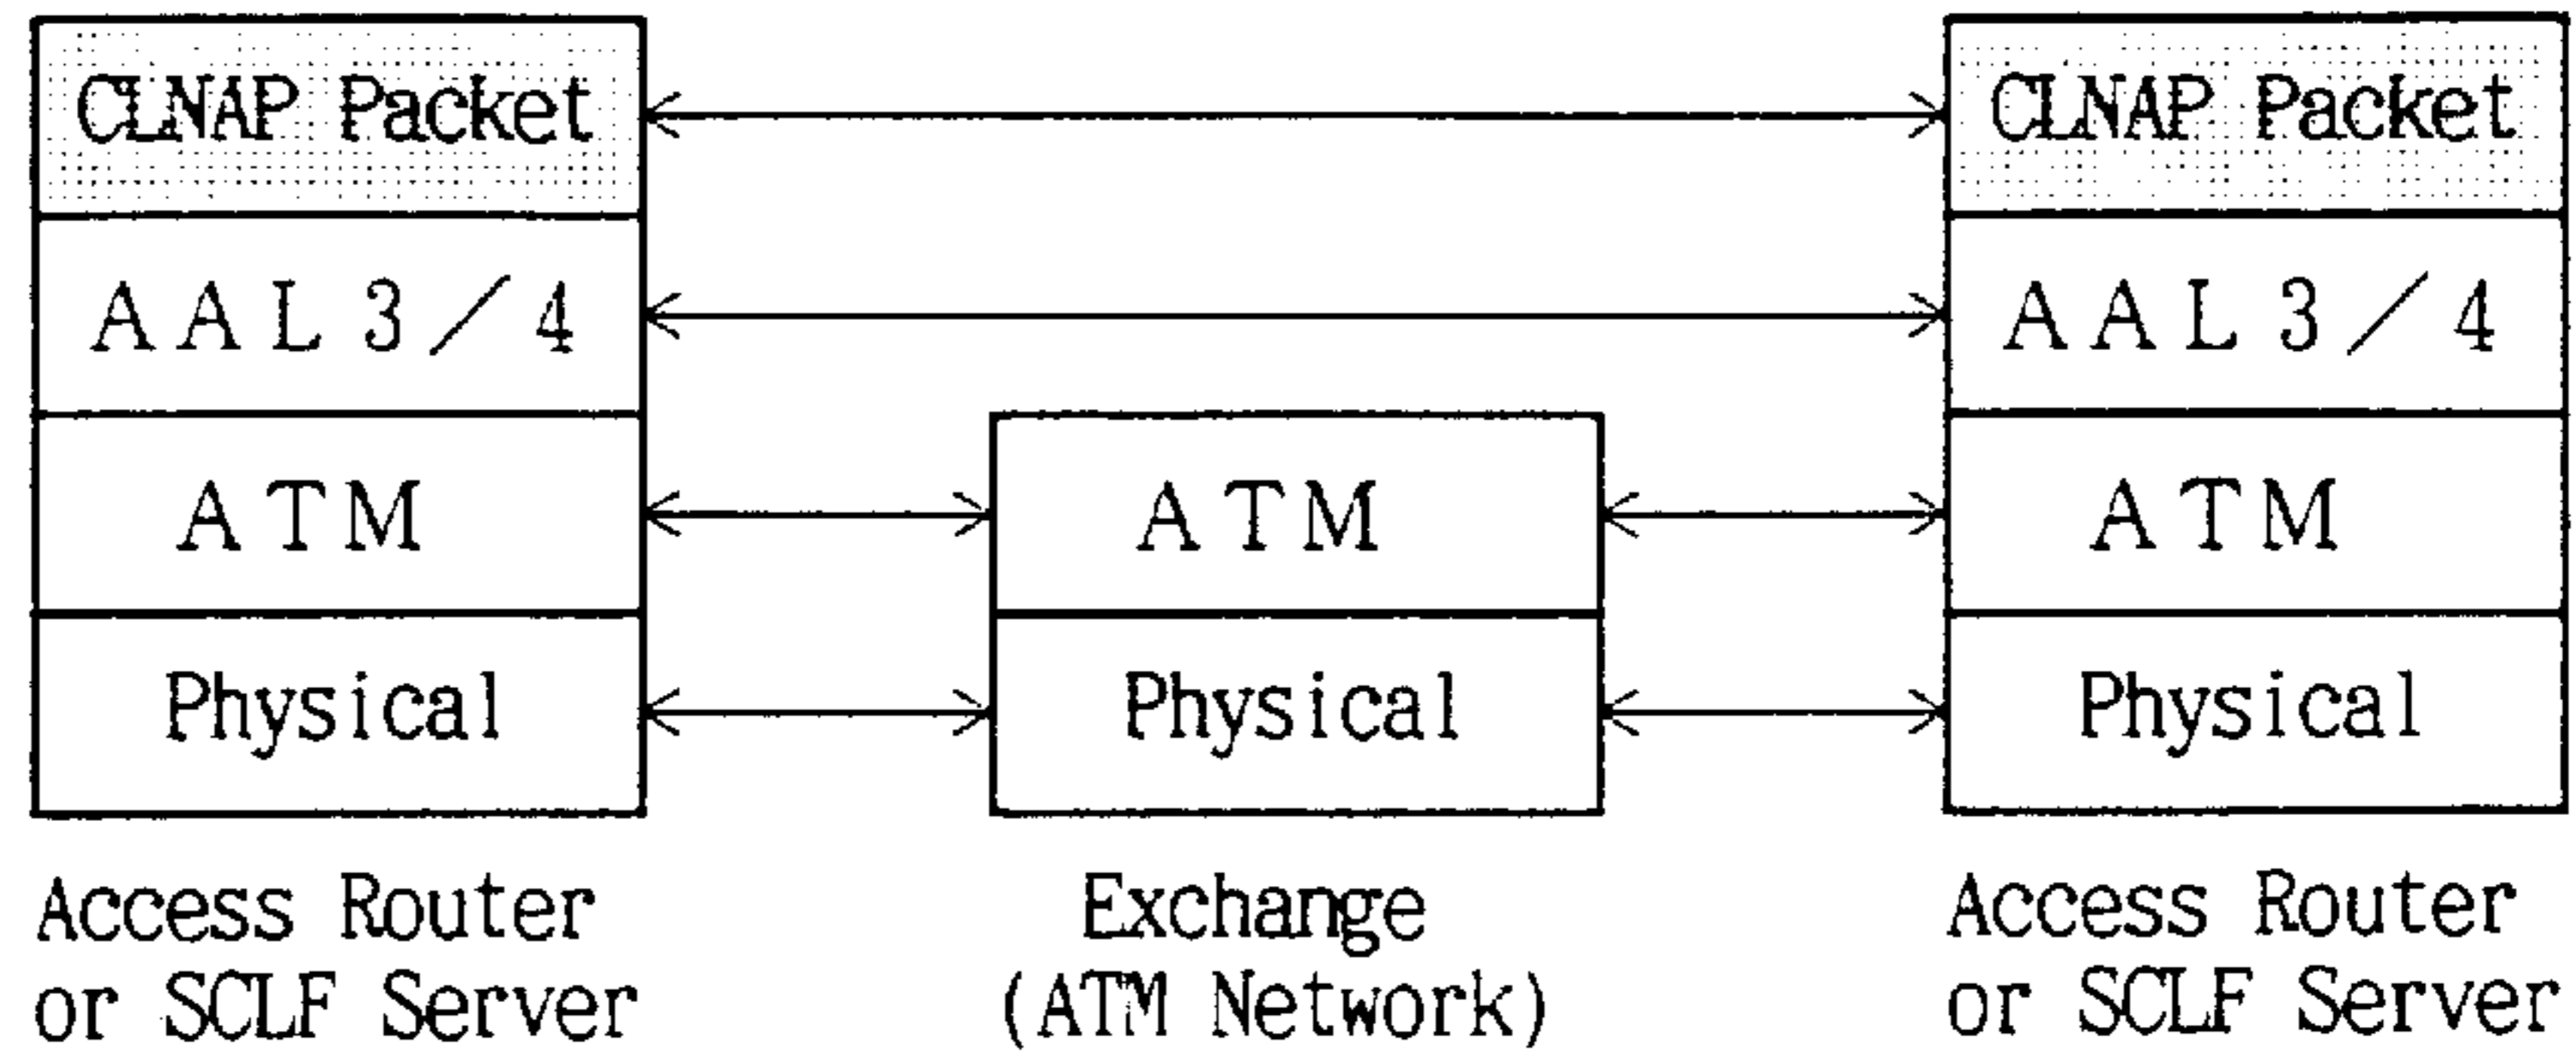 CLNAP Packet
CLNAP Packet
AAL3/4
AAL3/4
ATM
ATM
ATM
Physical
Physical
Physical
Access Router
or SCLF Server
Exchange
(ATM Network)
Access Router
or SCLF Server